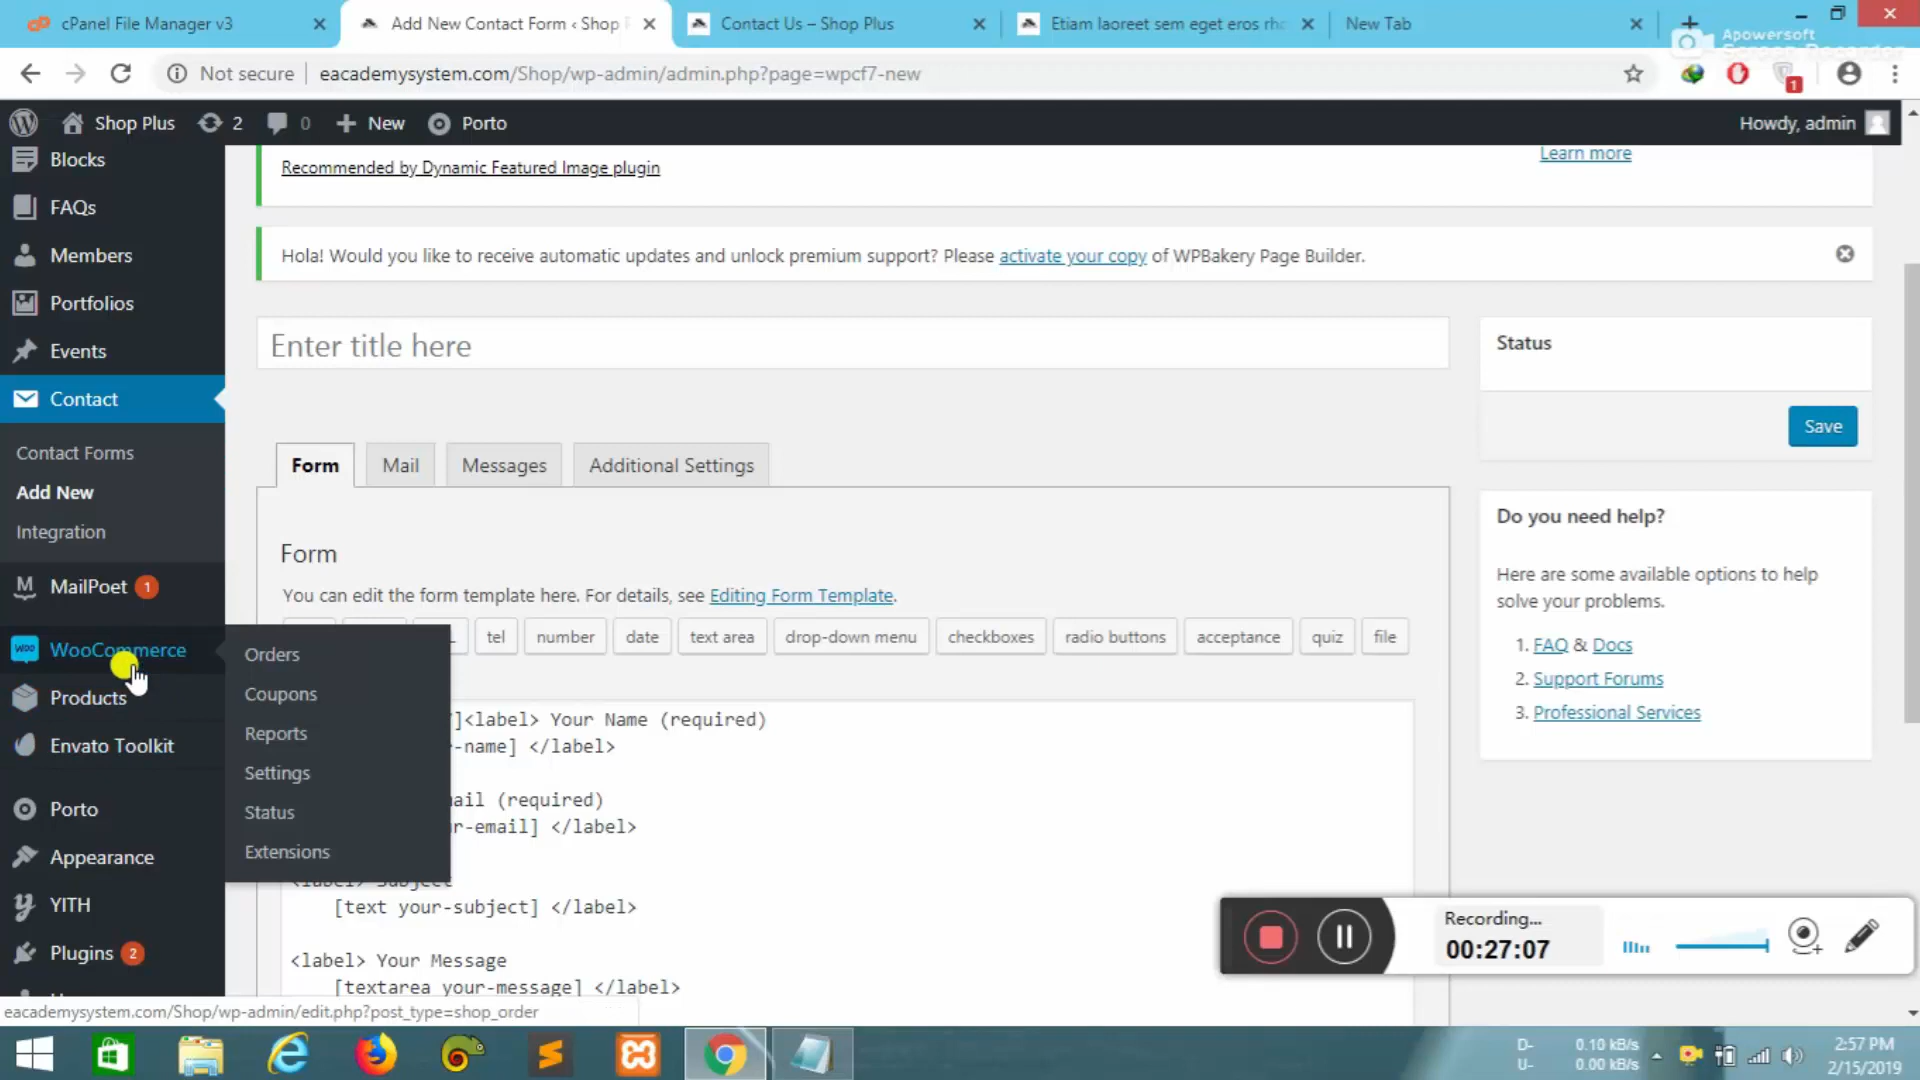 cPanel File Manager v3
Add New Contact Form ‹ Shop
Contact Us – Shop Plus
Etiam laoreet sem eget eros rho
New Tab
Apowersoft
Screen Recorder
Not secure
eacademysystem.com/Shop/wp-admin/admin.php?page=wpcf7-new
1
Shop Plus
2
0
New
Porto
Howdy, admin
Blocks
FAQs
Members
Portfolios
Events
Contact
Contact Forms
Add New
Integration
MailPoet 1
WooCommerce
Products
Envato Toolkit
Porto
Appearance
YITH
Plugins 2
Orders
Coupons
Reports
Settings
Status
Extensions
Recommended by Dynamic Featured Image plugin
Learn more
Hola! Would you like to receive automatic updates and unlock premium support? Please activate your copy of WPBakery Page Builder.
Enter title here
Form
Mail
Messages
Additional Settings
Form
You can edit the form template here. For details, see Editing Form Template.
tel
number
date
text area
drop-down menu
checkboxes
radio buttons
acceptance
quiz
file
]<label> Your Name (required)
-name] </label>
ail (required)
r-email] </label>
<label> Subject
[text your-subject] </label>
<label> Your Message
[textarea your-message] </label>
Status
Save
Do you need help?
Here are some available options to help
solve your problems.
1. FAQ & Docs
2. Support Forums
3. Professional Services
Recording...
00:27:07
eacademysystem.com/Shop/wp-admin/edit.php?post_type=shop_order
D-
U-
0.10 kB/s
0.00 kB/s
2:57 PM
2/15/2019